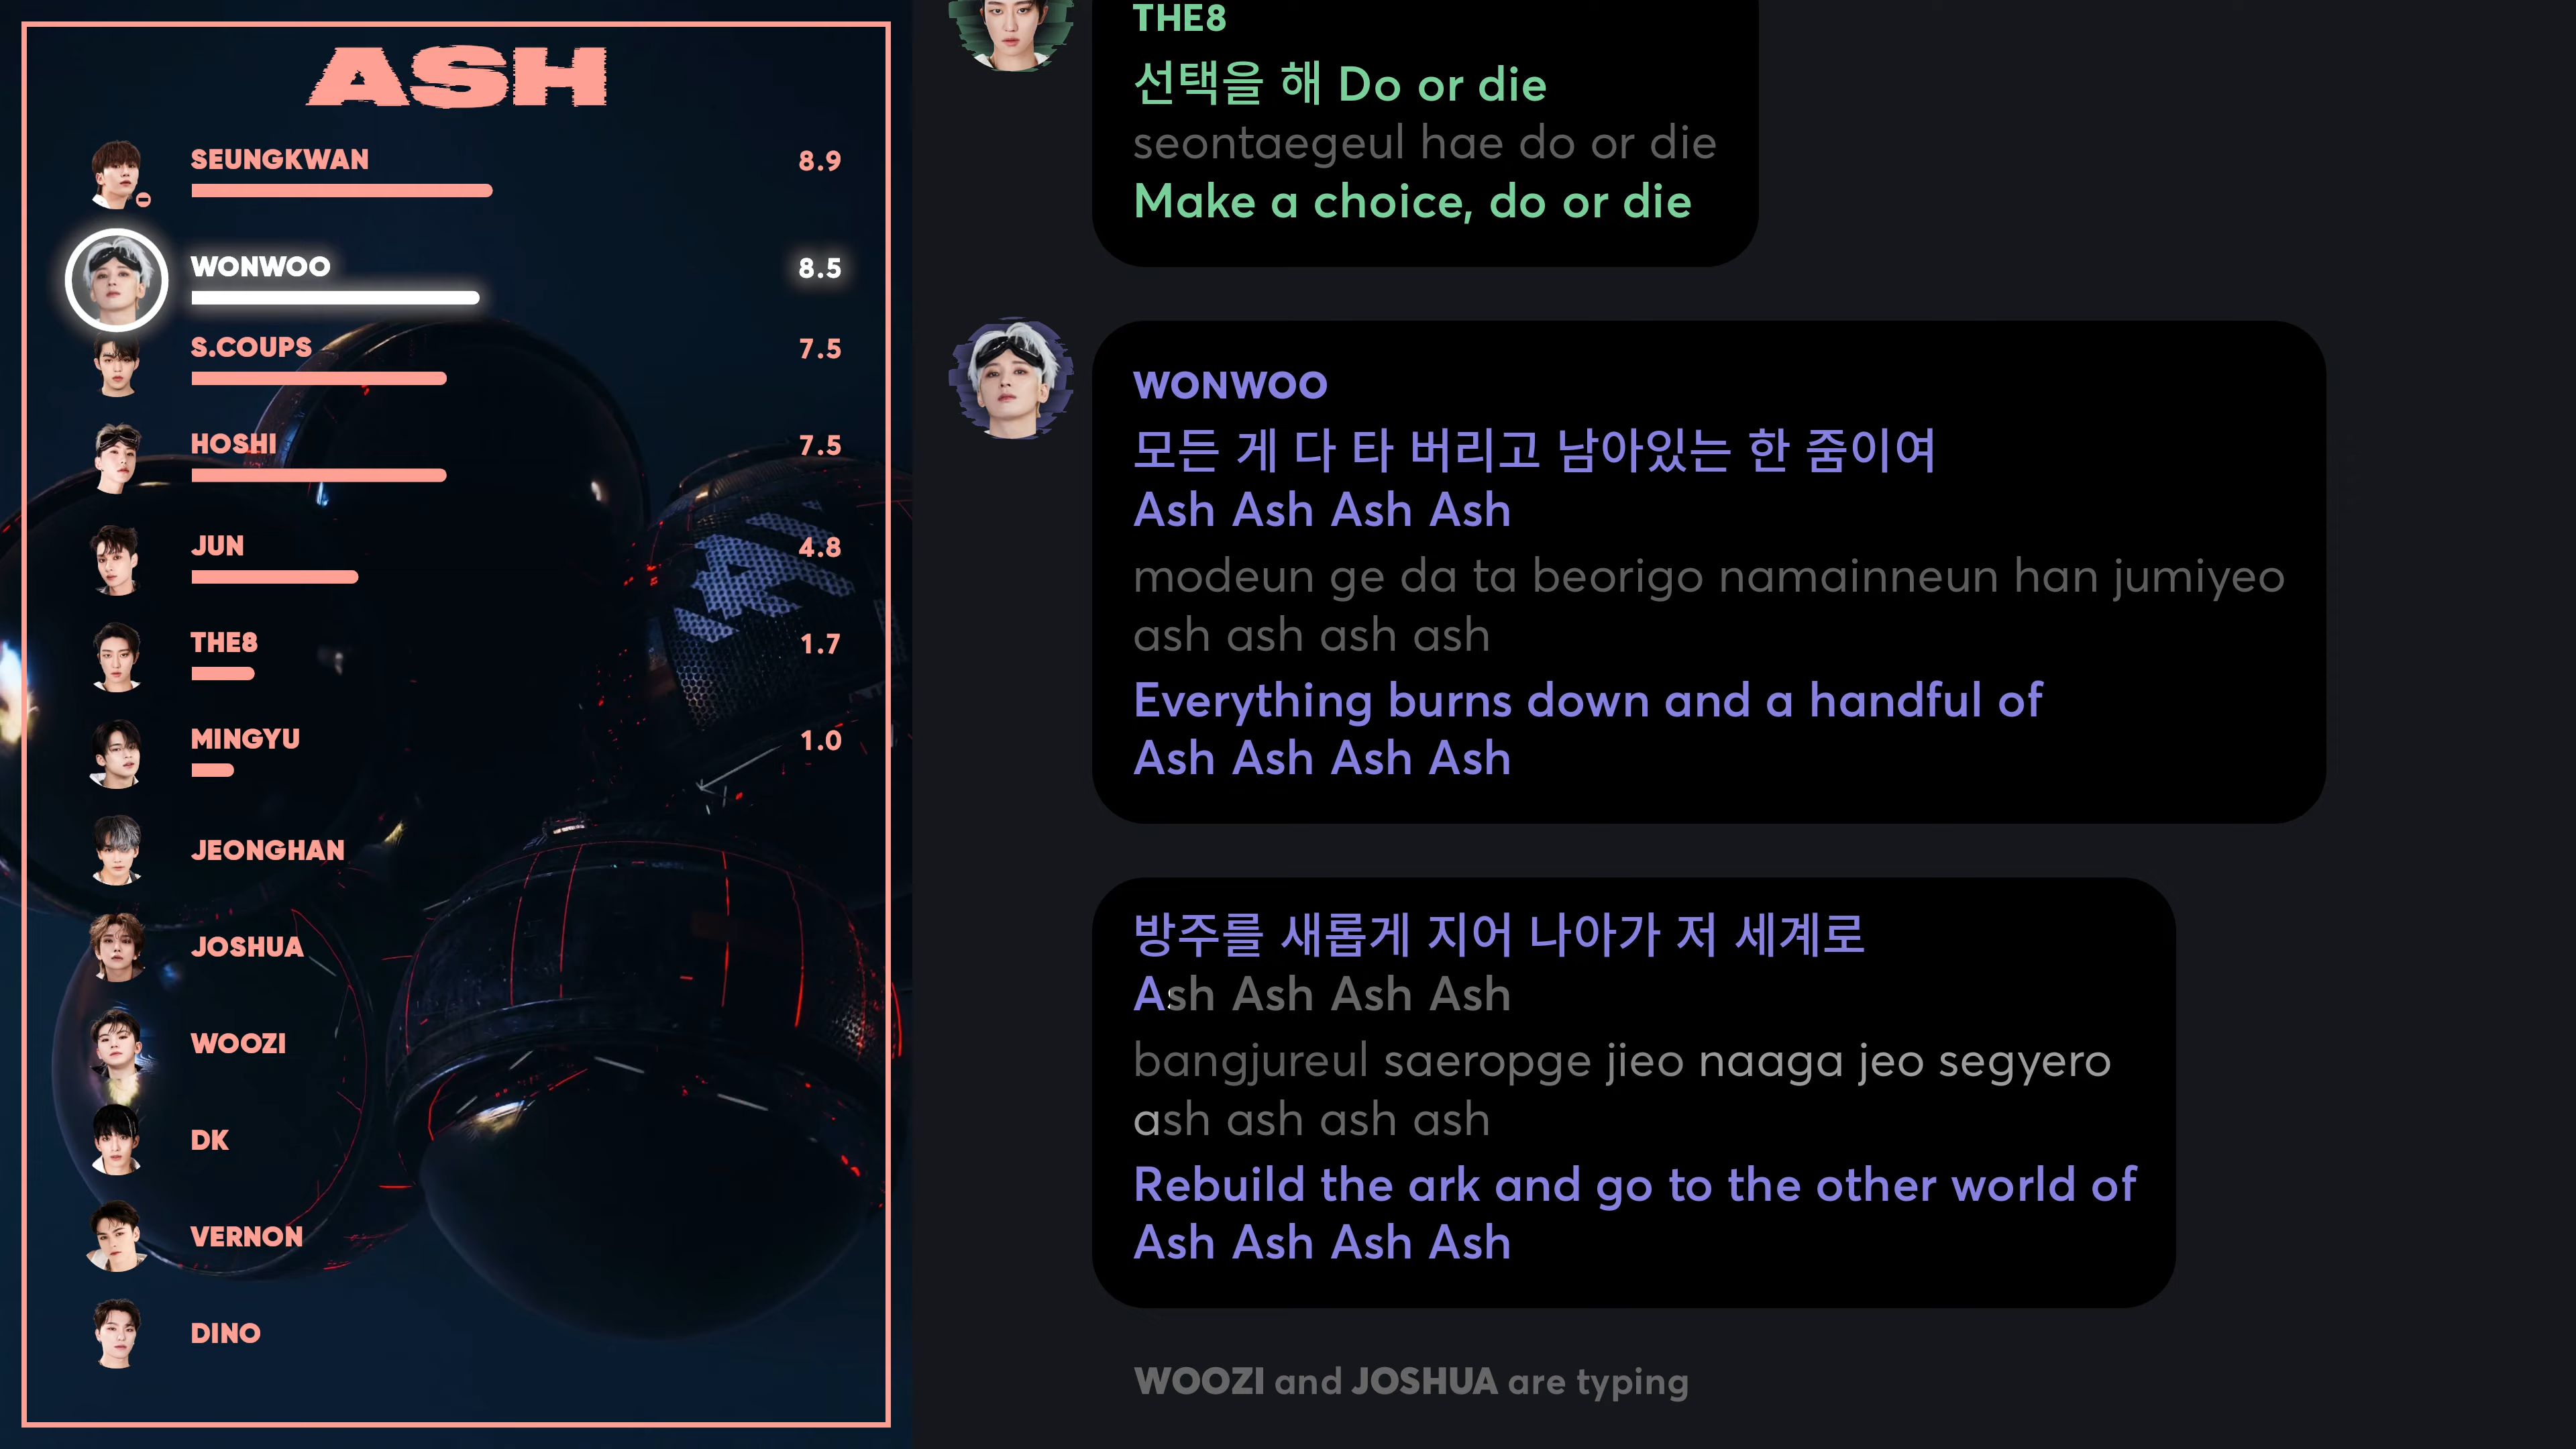 ASH
SEUNGKWAN 8.9
WONWOO 8.5
S.COUPS 7.5
HOSHI 7.5
JUN 4.8
THE8 1.7
MINGYU 1.0
JEONGHAN
JOSHUA
WOOZI
DK
VERNON
DINO
THE8
선택을 해 Do or die
seontaegeul hae do or die
Make a choice, do or die
WONWOO
모든 게 다 타 버리고 남아있는 한 줌이여
Ash Ash Ash Ash
modeun ge da ta beorigo namainneun han jumiyeo
ash ash ash ash
Everything burns down and a handful of
Ash Ash Ash Ash
방주를 새롭게 지어 나아가 저 세계로
Ash Ash Ash Ash
bangjureul saeropge jieo naaga jeo segyero
ash ash ash ash
Rebuild the ark and go to the other world of
Ash Ash Ash Ash
WOOZI and JOSHUA are typing